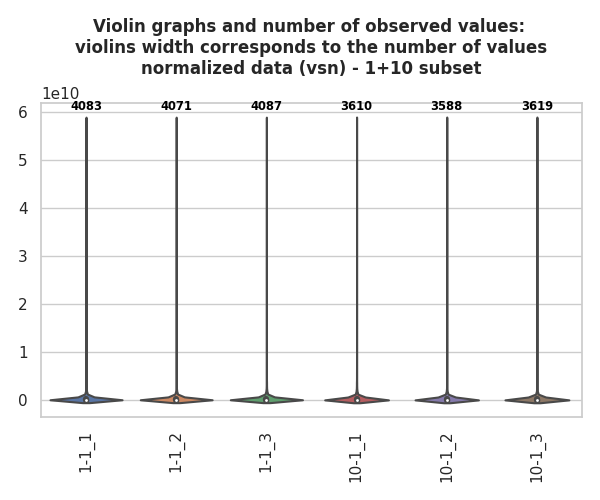 Violin graphs and number of observed values:
violins width corresponds to the number of values
normalized data (vsn) - 1+10 subset
1e10
4083 4071 4087 3610 3588 3619
6
5
4
3
2
1
0
1-1_1 1-1_2 1-1_3 10-1_1 10-1_2 10-1_3